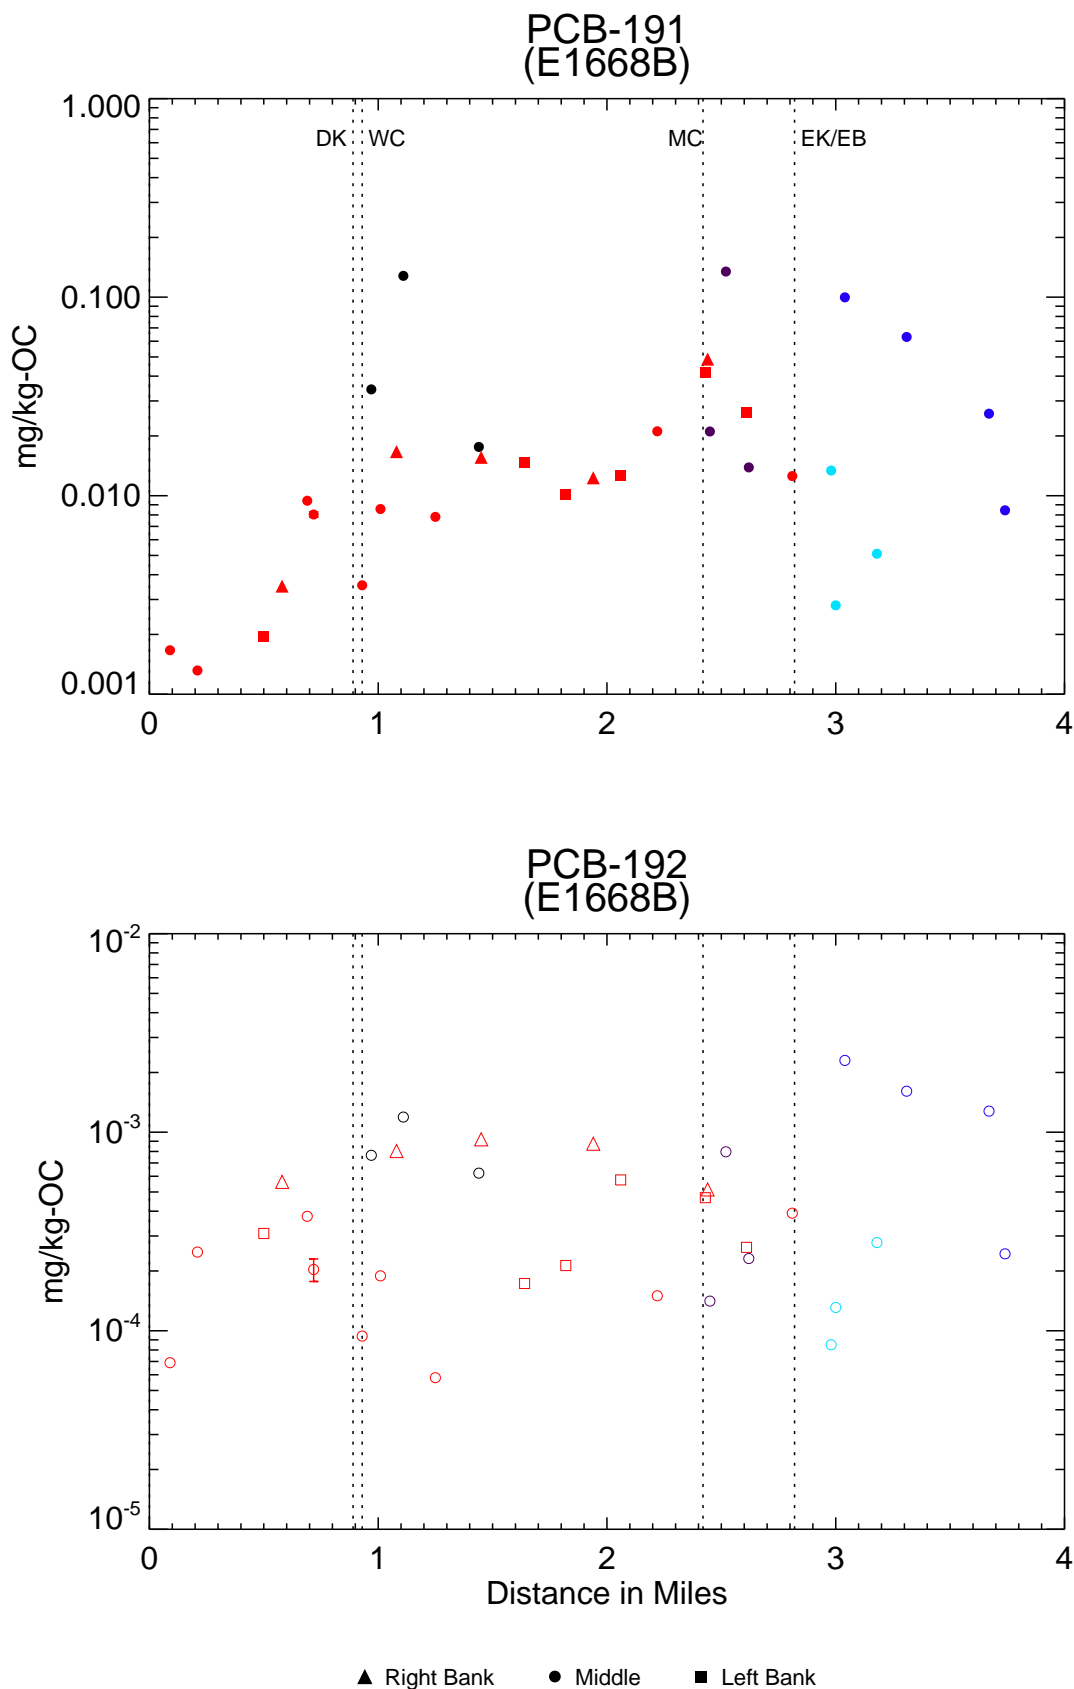 PCB-191
(E1668B)
1.000
DK WC MC EK/EB
0.100
mg/kg-OC
0.010
0.001
0 1 2 3 4
PCB-192
(E1668B)
10-2
10-3
mg/kg-OC
10-4
10-5
0 1 2 3 4
Distance in Miles
Right Bank Middle Left Bank